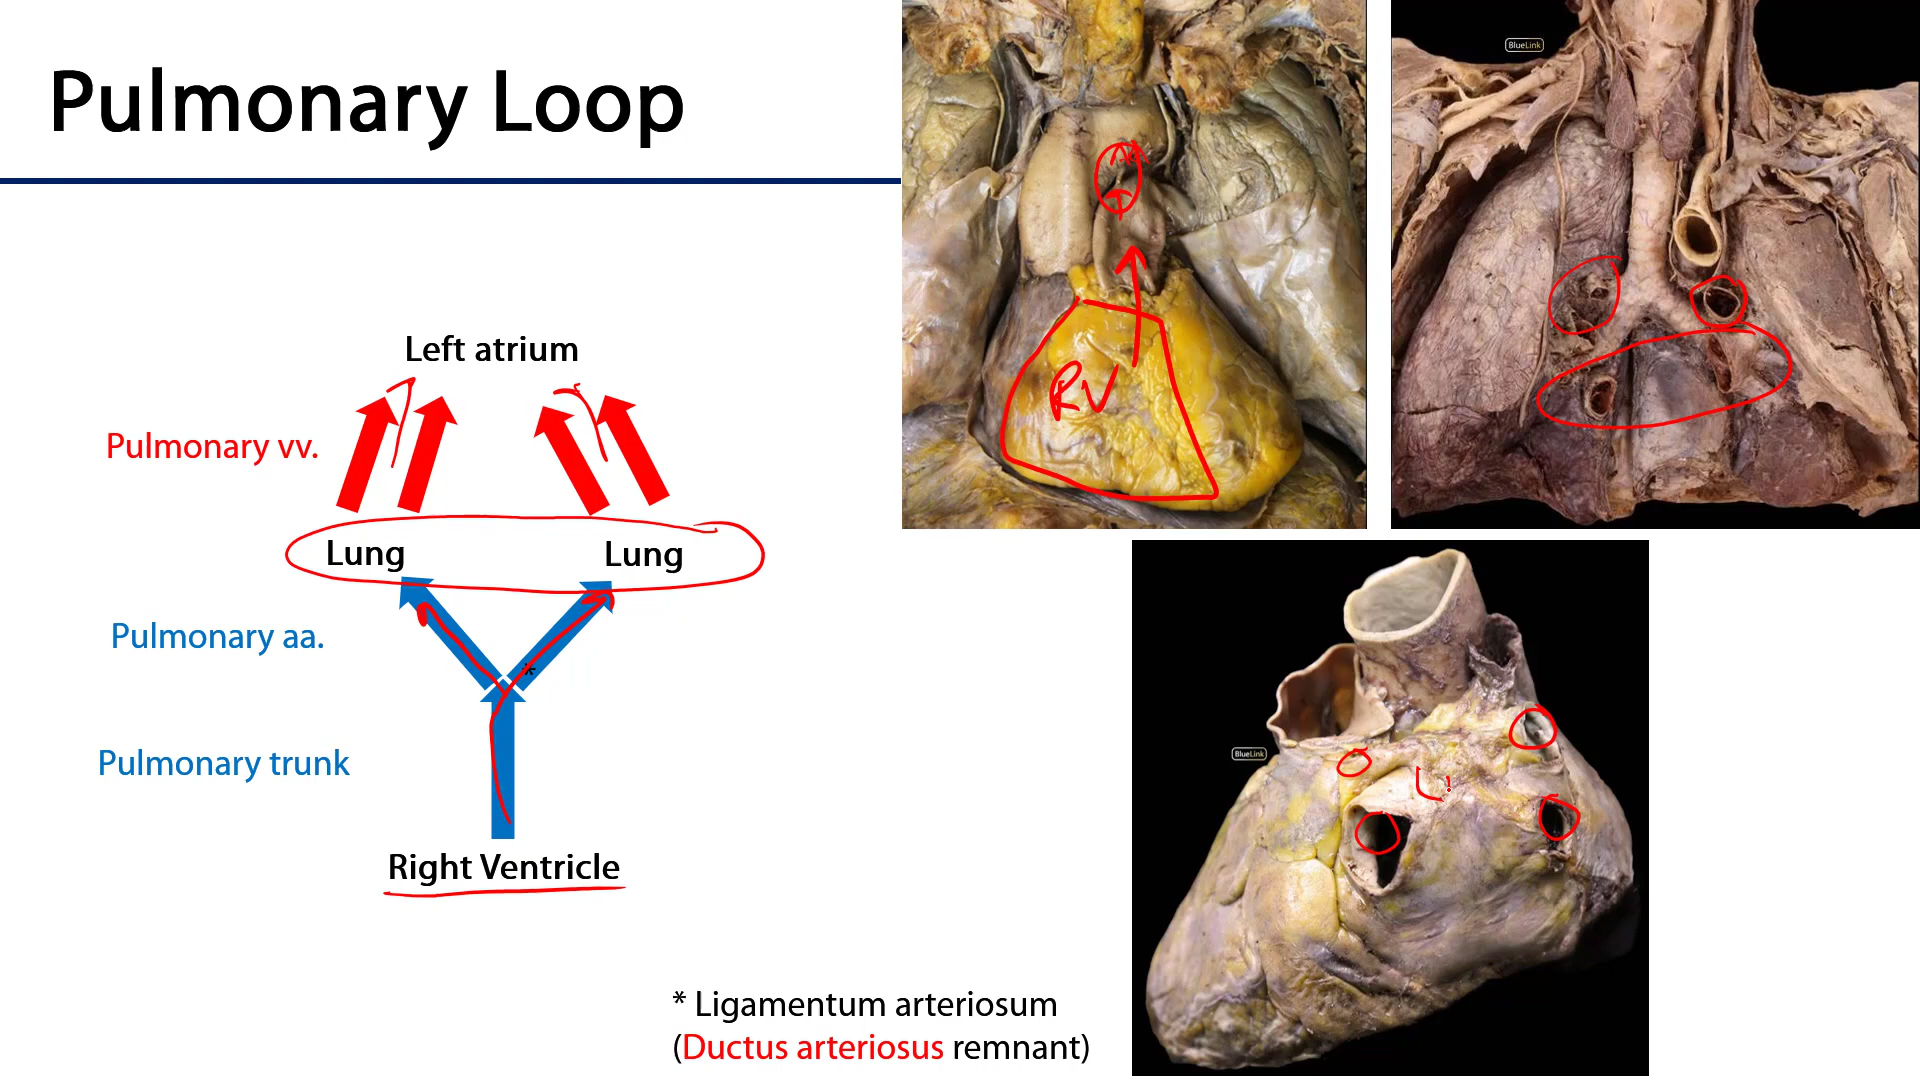 Pulmonary Loop
Left atrium
Pulmonary vv.
Lung
Lung
Pulmonary aa.
*
Pulmonary trunk
Right Ventricle
* Ligamentum arteriosum
(Ductus arteriosus remnant)
RV
BlueLink
BlueLink